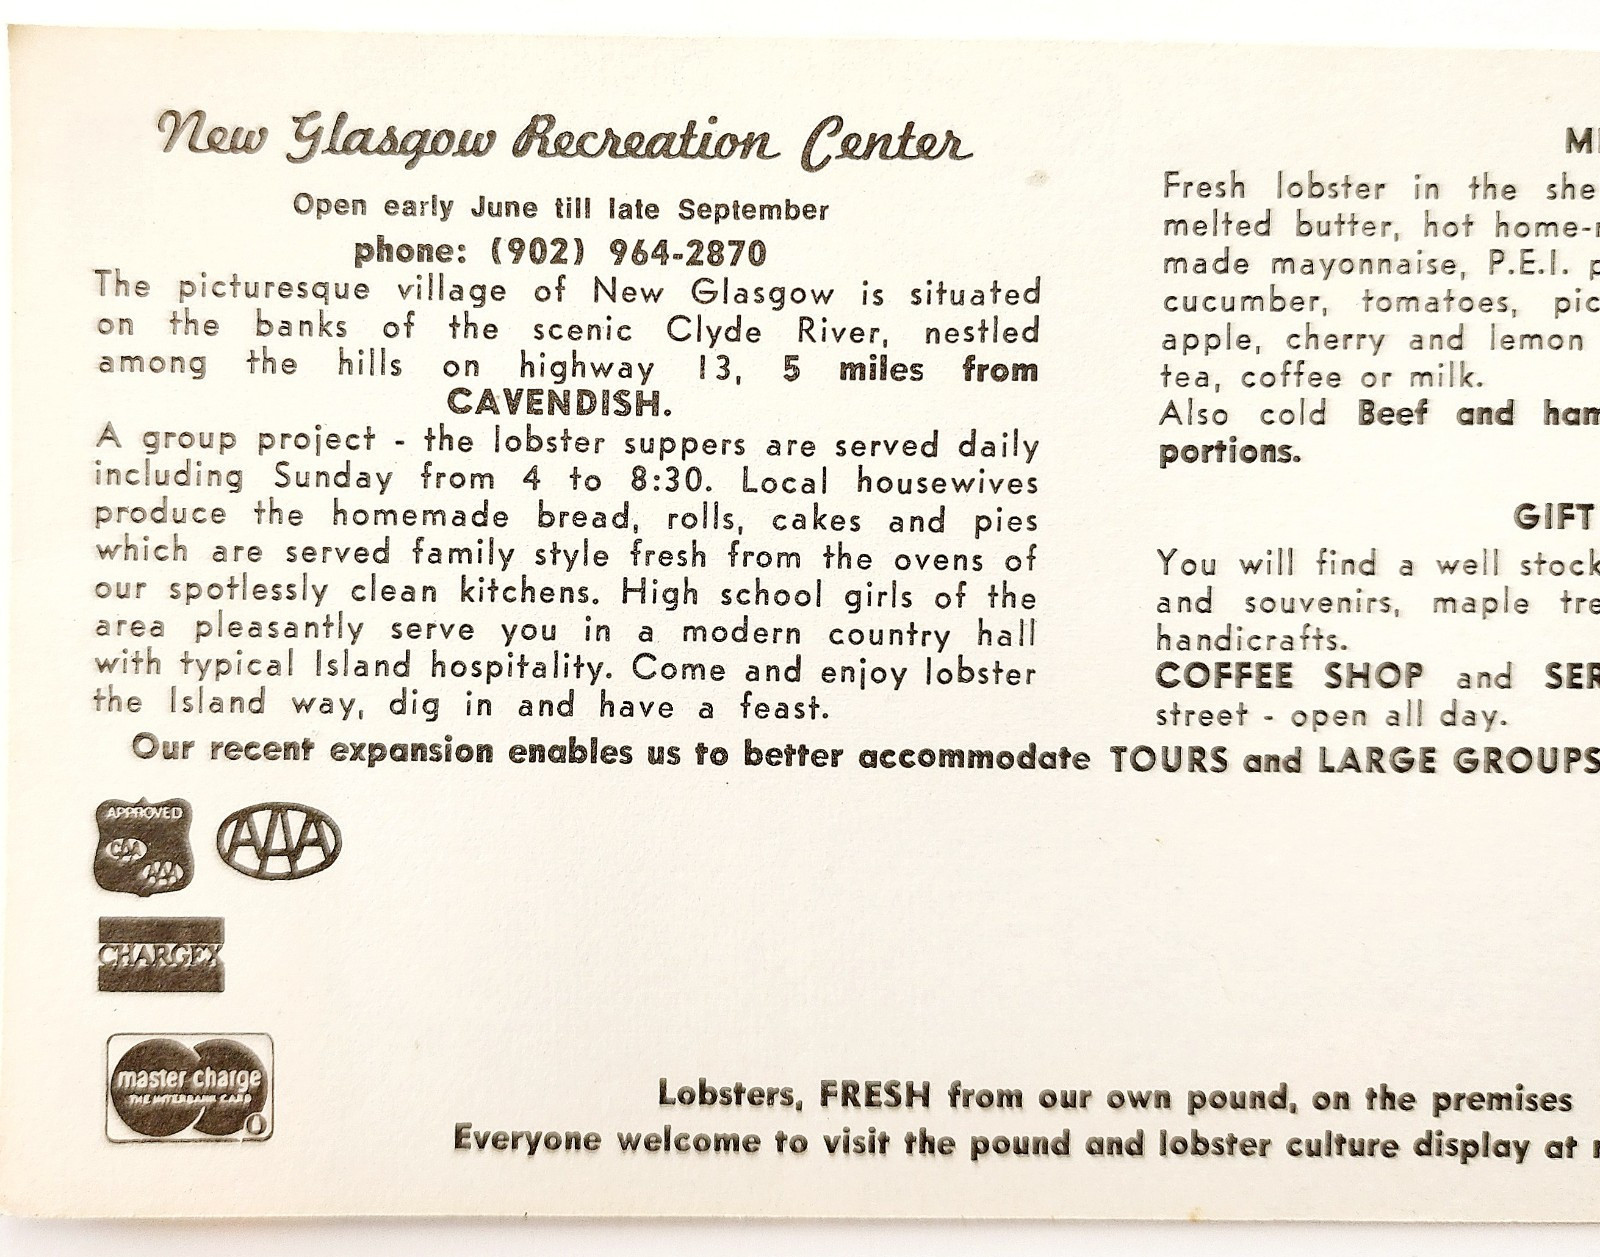 New Glasgow Recreation Center
Open early June till late September
phone: (902) 964-2870
The picturesque village of New Glasgow is situated
on the banks of the scenic Clyde River, nestled
among the hills on highway 13, 5 miles from
CAVENDISH.
A group project - the lobster suppers are served daily
including Sunday from 4 to 8:30. Local housewives
produce the homemade bread, rolls, cakes and pies
which are served family style fresh from the ovens of
our spotlessly clean kitchens. High school girls of the
area pleasantly serve you in a modern country hall
with typical Island hospitality. Come and enjoy lobster
the Island way, dig in and have a feast.
Fresh lobster in the
melted butter, hot
made mayonnaise, P.E.I.
cucumber, tomatoes,
apple, cherry and lemon
tea, coffee or milk.
Also cold Beef and
portions.
GIFT
You will find a well
and souvenirs, maple
handicrafts.
COFFEE SHOP and
street - open all day.
Our recent expansion enables us to better accommodate TOURS and LARGE GROUPS
APPROVED
CAA
AAA
AAA
CHARGEX
master charge
THE INTERBANK CARD
Lobsters, FRESH from our own pound, on the premises
Everyone welcome to visit the pound and lobster culture display at